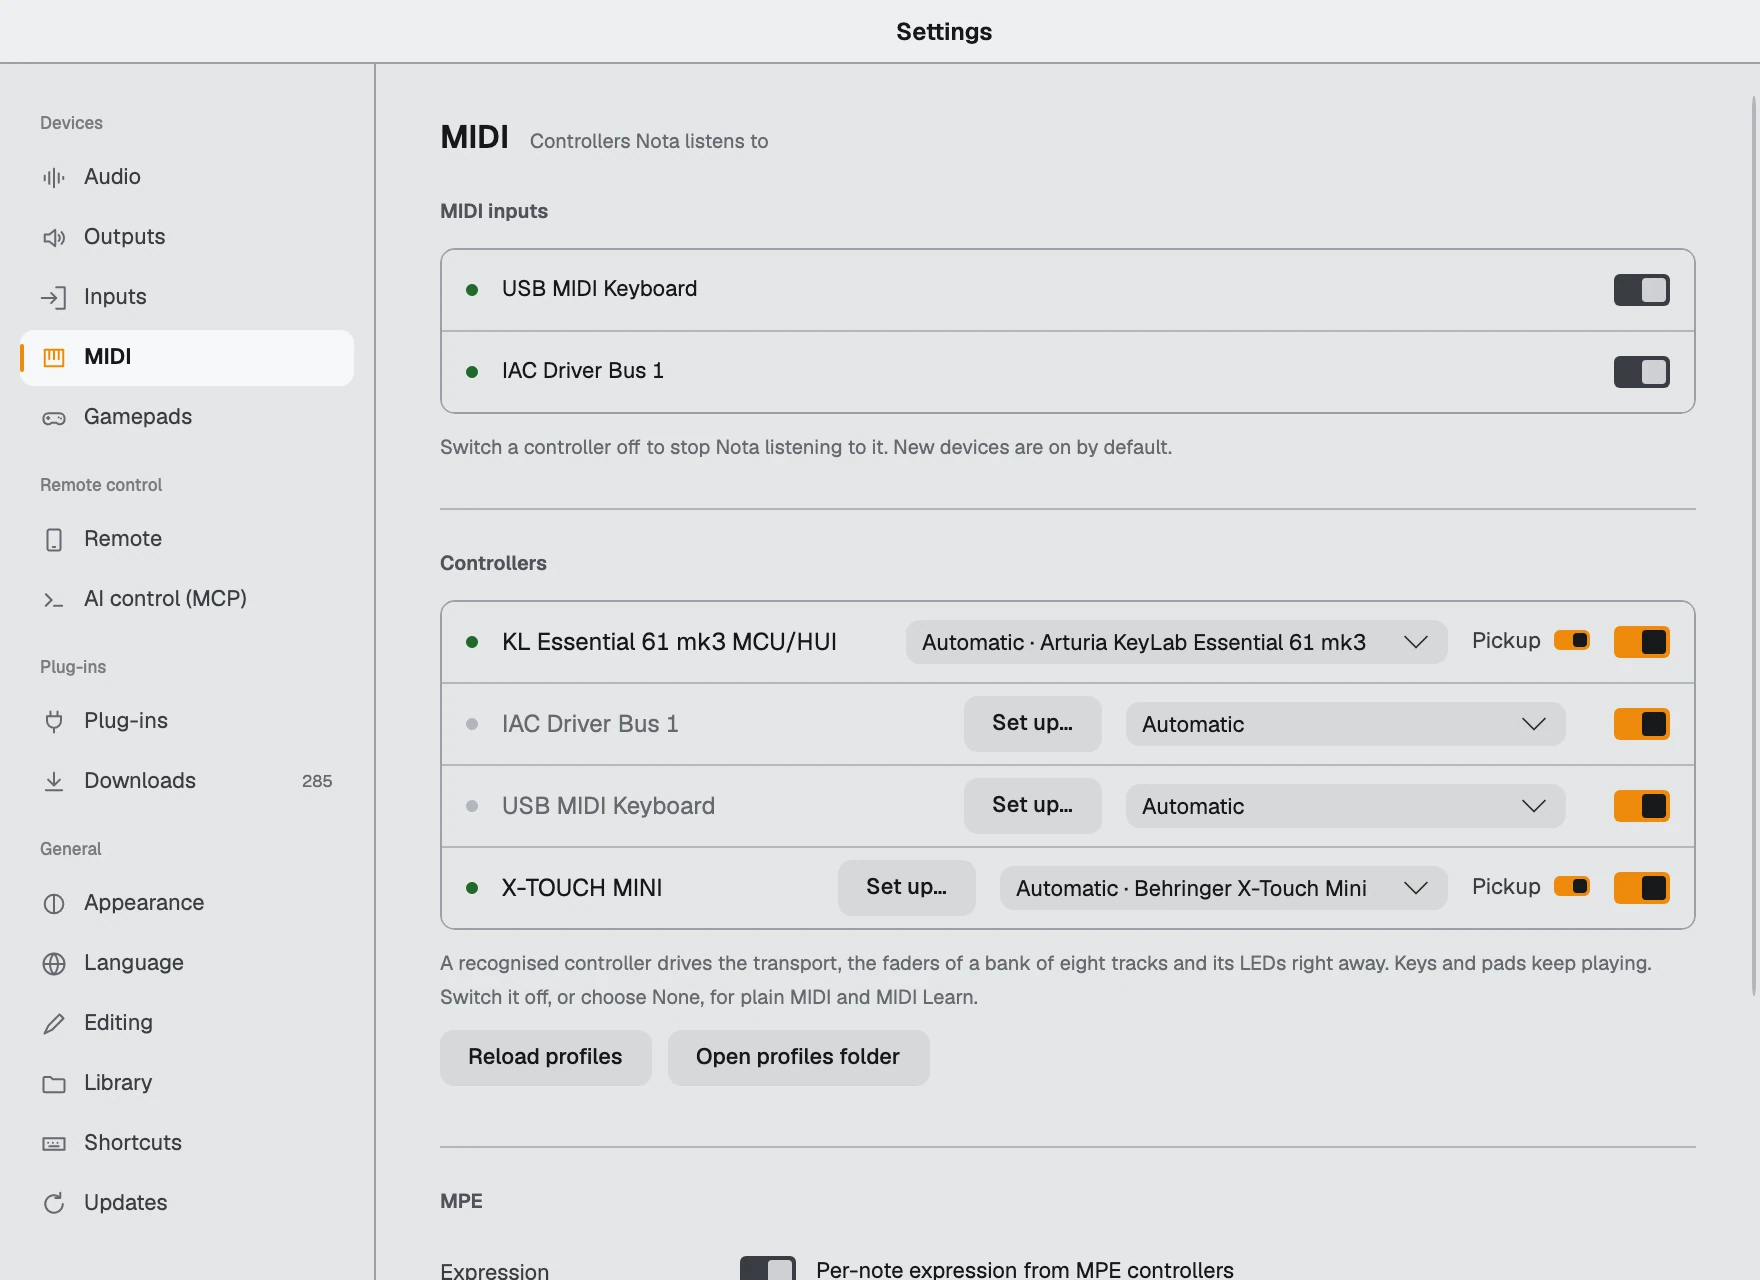 Settings
Devices
Audio
Outputs
Inputs
MIDI
Gamepads
Remote control
Remote
AI control (MCP)
Plug-ins
Plug-ins
Downloads 285
General
Appearance
Language
Editing
Library
Shortcuts
Updates
MIDI Controllers Nota listens to
MIDI inputs
USB MIDI Keyboard
IAC Driver Bus 1
Switch a controller off to stop Nota listening to it. New devices are on by default.
Controllers
KL Essential 61 mk3 MCU/HUI Automatic · Arturia KeyLab Essential 61 mk3 Pickup
IAC Driver Bus 1 Set up... Automatic
USB MIDI Keyboard Set up... Automatic
X-TOUCH MINI Set up... Automatic · Behringer X-Touch Mini Pickup
A recognised controller drives the transport, the faders of a bank of eight tracks and its LEDs right away. Keys and pads keep playing.
Switch it off, or choose None, for plain MIDI and MIDI Learn.
Reload profiles Open profiles folder
MPE
Expression Per-note expression from MPE controllers